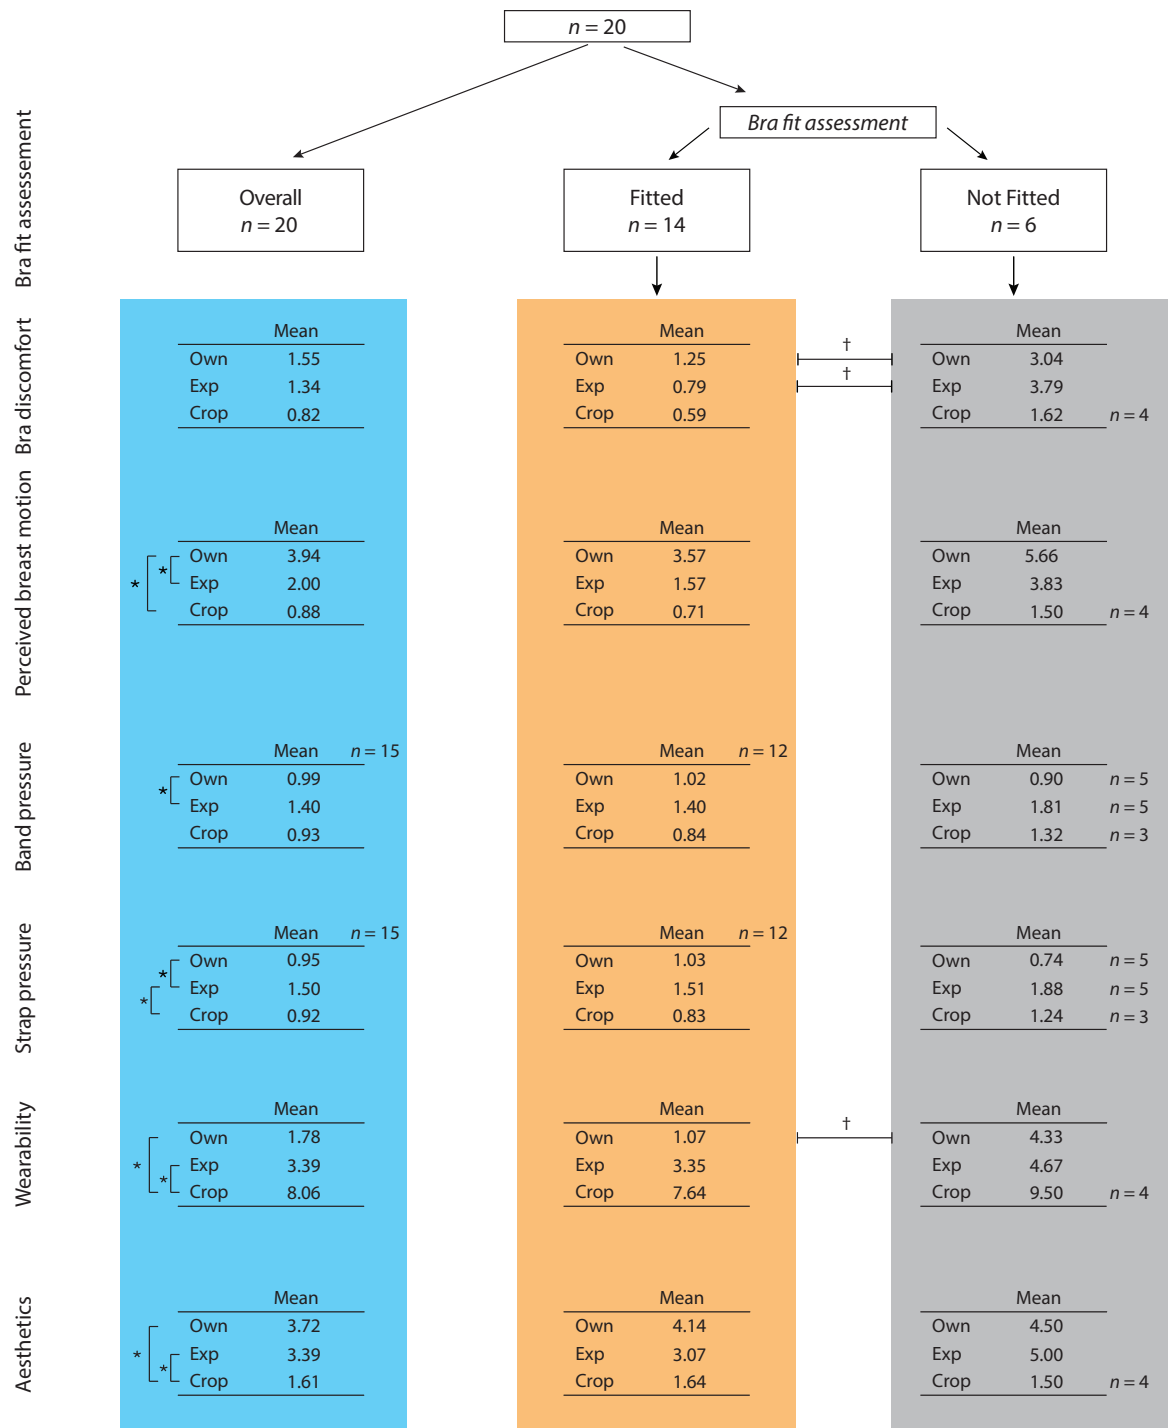 n = 20
Bra fit assessment
Bra fit assessement
Overall
n = 20
Fitted
n = 14
Not Fitted
n = 6
Bra discomfort
Mean
Own 1.55
Exp 1.34
Crop 0.82
Mean
Own 1.25
Exp 0.79
Crop 0.59
†
†
Mean
Own 3.04
Exp 3.79
Crop 1.62 n = 4
Perceived breast motion
* *
Mean
Own 3.94
Exp 2.00
Crop 0.88
Mean
Own 3.57
Exp 1.57
Crop 0.71
Mean
Own 5.66
Exp 3.83
Crop 1.50 n = 4
Band pressure
*
Mean n = 15
Own 0.99
Exp 1.40
Crop 0.93
Mean n = 12
Own 1.02
Exp 1.40
Crop 0.84
Mean
Own 0.90 n = 5
Exp 1.81 n = 5
Crop 1.32 n = 3
Strap pressure
*
*
Mean n = 15
Own 0.95
Exp 1.50
Crop 0.92
Mean n = 12
Own 1.03
Exp 1.51
Crop 0.83
Mean
Own 0.74 n = 5
Exp 1.88 n = 5
Crop 1.24 n = 3
Wearability
* *
Mean
Own 1.78
Exp 3.39
Crop 8.06
Mean
Own 1.07
Exp 3.35
Crop 7.64
†
Mean
Own 4.33
Exp 4.67
Crop 9.50 n = 4
Aesthetics
* *
Mean
Own 3.72
Exp 3.39
Crop 1.61
Mean
Own 4.14
Exp 3.07
Crop 1.64
Mean
Own 4.50
Exp 5.00
Crop 1.50 n = 4